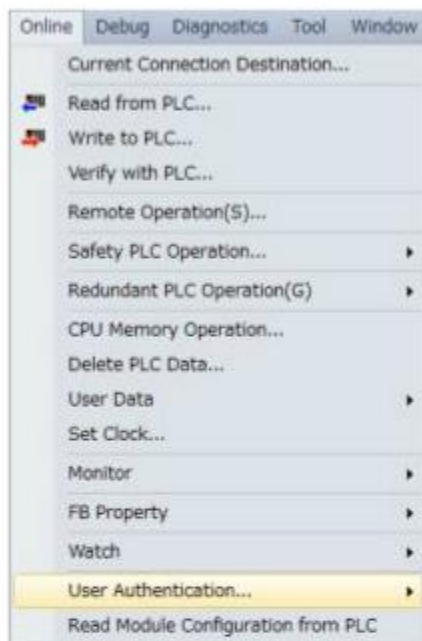 Online Debug Diagnostics Tool Window
Current Connection Destination...
Read from PLC...
Write to PLC...
Verify with PLC...
Remote Operation(S)...
Safety PLC Operation...
Redundant PLC Operation(G)
CPU Memory Operation...
Delete PLC Data...
User Data
Set Clock...
Monitor
FB Property
Watch
User Authentication...
Read Module Configuration from PLC